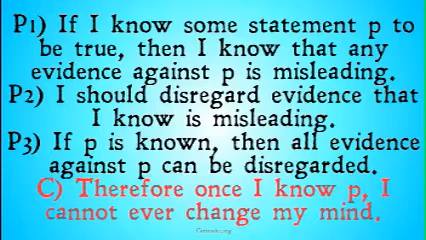 P1) If I know some statement p to
be true, then I know that any
evidence against p is misleading.
P2) I should disregard evidence that
I know is misleading.
P3) If p is known, then all evidence
against p can be disregarded.
C) Therefore once I know p, I
cannot ever change my mind.